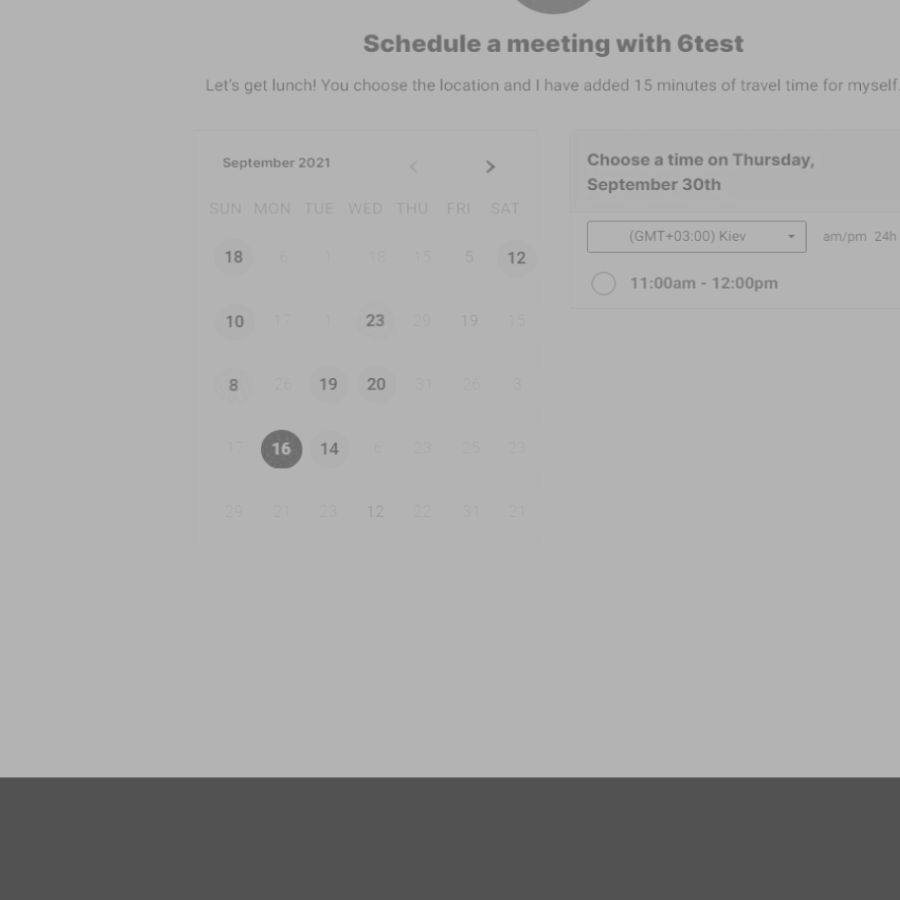 Schedule a meeting with 6test
Let's get lunch! You choose the location and I have added 15 minutes of travel time for myself.
September 2021 < >
SUN MON TUE WED THU FRI SAT
18 6 1 18 15 5 12
10 17 1 23 29 19 15
8 26 19 20 31 26 3
17 16 14 6 23 25 23
29 21 23 12 22 31 21
Choose a time on Thursday,
September 30th
(GMT+03:00) Kiev am/pm 24h
11:00am - 12:00pm